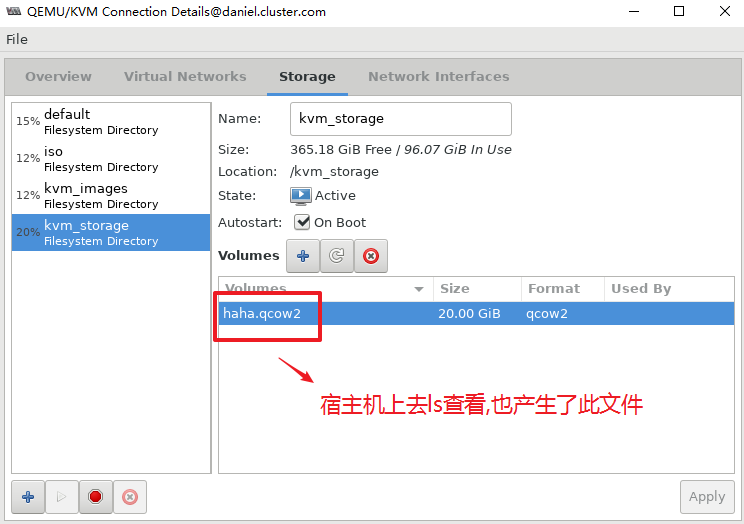 QEMU/KVM Connection Details@daniel.cluster.com
File
Overview Virtual Networks Storage Network Interfaces
15% default
Filesystem Directory
12% iso
Filesystem Directory
12% kvm_images
Filesystem Directory
20% kvm_storage
Filesystem Directory
Name: kvm_storage
Size: 365.18 GiB Free / 96.07 GiB In Use
Location: /kvm_storage
State: Active
Autostart: On Boot
Volumes
Volumes Size Format Used By
haha.qcow2 20.00 GiB qcow2
宿主机上去ls查看,也产生了此文件
Apply